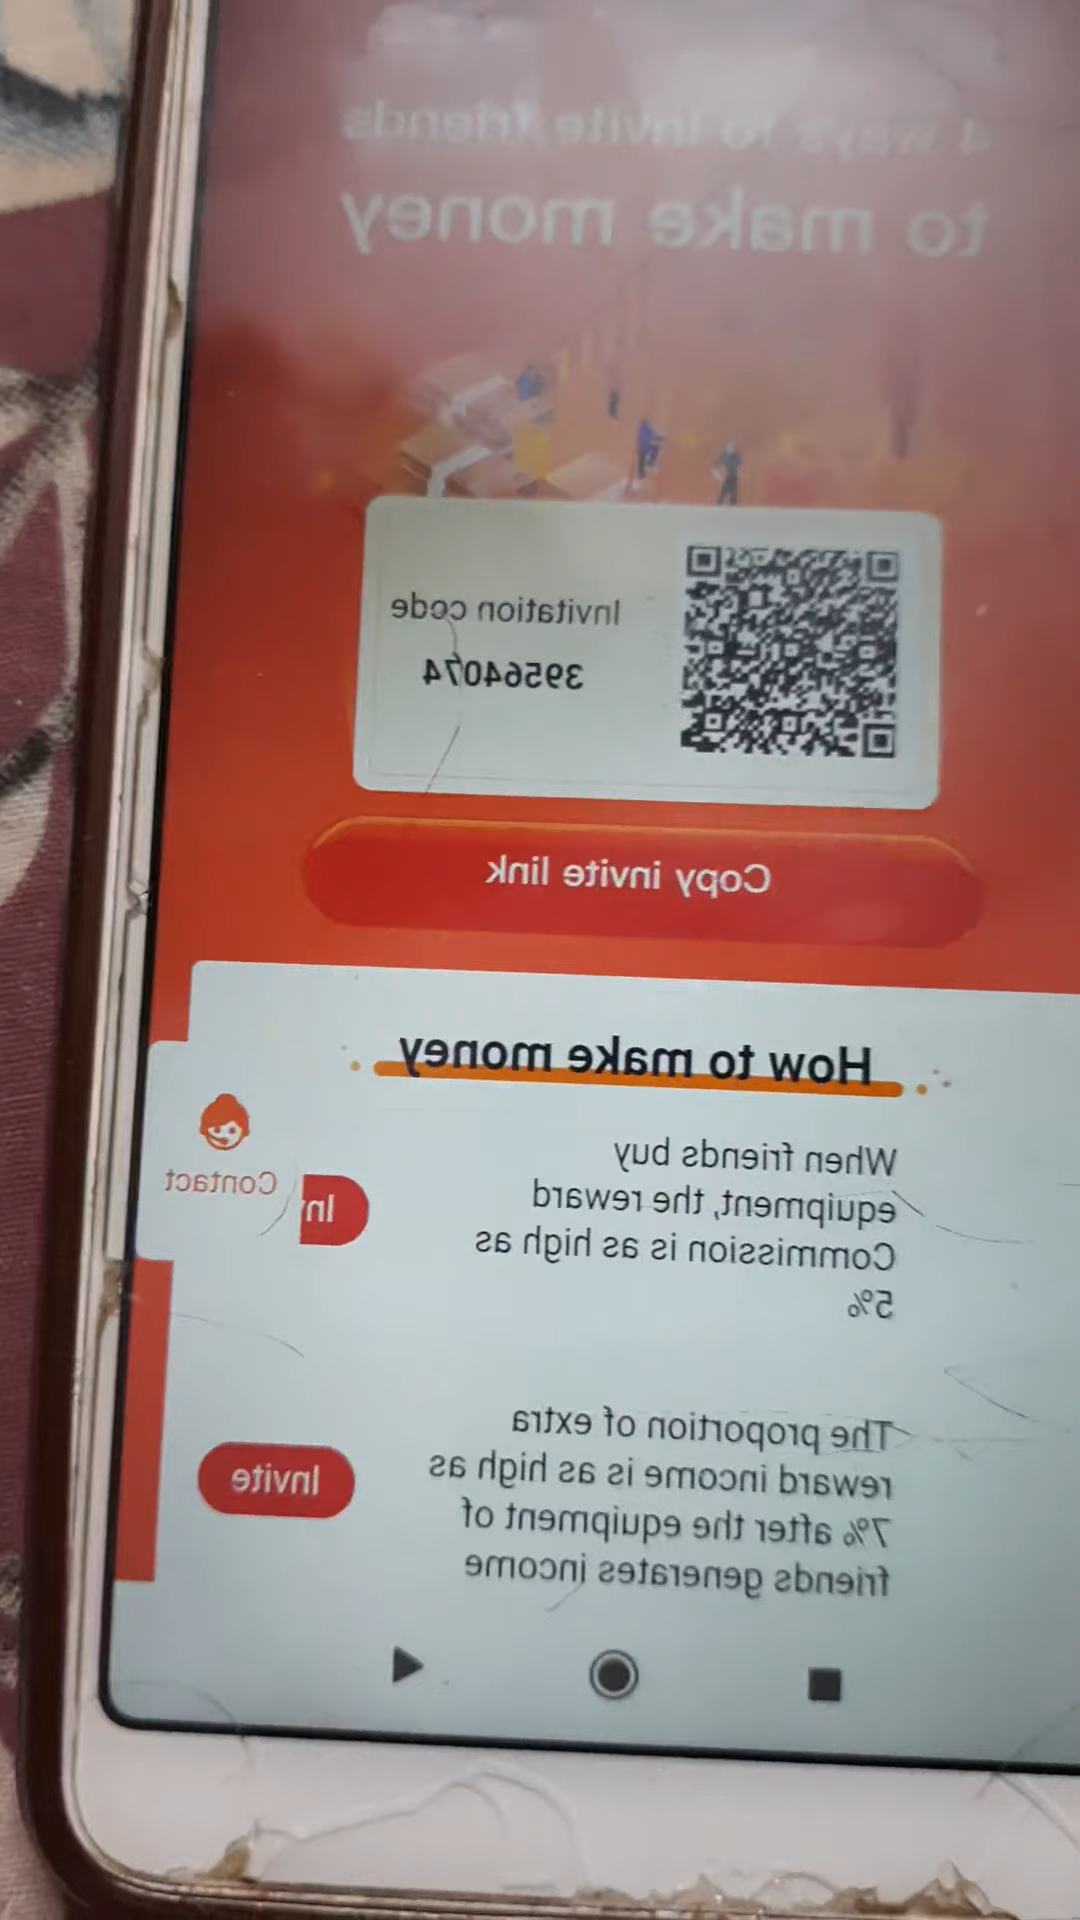 4 ways to invite friends
to make money
Invitation code
39564074
Copy invite link
How to make money
When friends buy
equipment, the reward
Commission is as high as
5%
Contact
The proportion of extra
reward income is as high as
7% after the equipment of
friends generates income
Invite